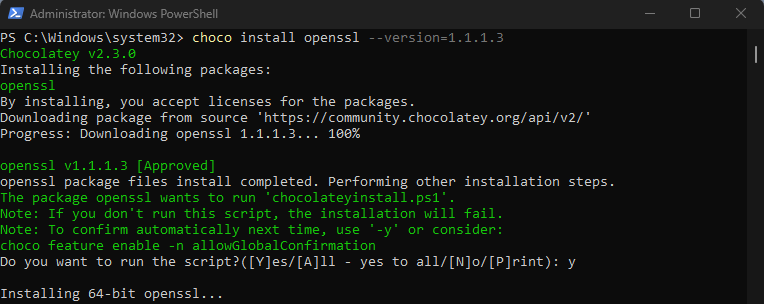 Administrator: Windows PowerShell
PS C:\Windows\system32> choco install openssl --version=1.1.1.3
Chocolatey v2.3.0
Installing the following packages:
openssl
By installing, you accept licenses for the packages.
Downloading package from source 'https://community.chocolatey.org/api/v2/'
Progress: Downloading openssl 1.1.1.3... 100%
openssl v1.1.1.3 [Approved]
openssl package files install completed. Performing other installation steps.
The package openssl wants to run 'chocolateyinstall.ps1'.
Note: If you don't run this script, the installation will fail.
Note: To confirm automatically next time, use '-y' or consider:
choco feature enable -n allowGlobalConfirmation
Do you want to run the script?([Y]es/[A]ll - yes to all/[N]o/[P]rint): y
Installing 64-bit openssl...